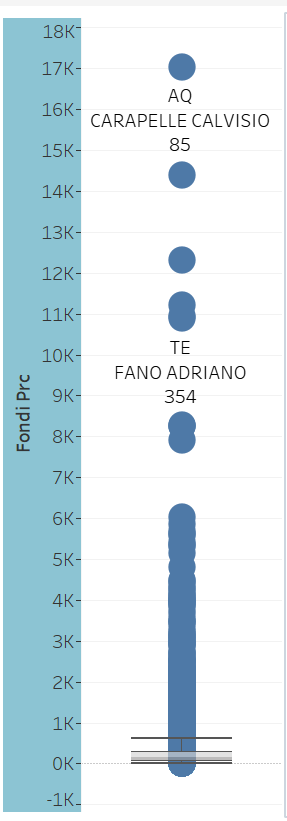 18K
17K
AQ
16K
CARAPELLE CALVISIO
15K
85
14K
13K
12K
11K
10K
TE
FANO ADRIANO
9K
354
Fondi Prc
8K
7K
6K
5K
4K
3K
2K
1K
0K
-1K